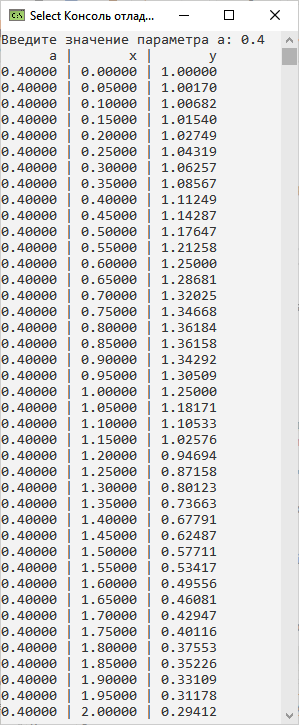 Select Консоль отлад...
Введите значение параметра a: 0.4
a | x | y
0.40000 | 0.00000 | 1.00000
0.40000 | 0.05000 | 1.00170
0.40000 | 0.10000 | 1.00682
0.40000 | 0.15000 | 1.01540
0.40000 | 0.20000 | 1.02749
0.40000 | 0.25000 | 1.04319
0.40000 | 0.30000 | 1.06257
0.40000 | 0.35000 | 1.08567
0.40000 | 0.40000 | 1.11249
0.40000 | 0.45000 | 1.14287
0.40000 | 0.50000 | 1.17647
0.40000 | 0.55000 | 1.21258
0.40000 | 0.60000 | 1.25000
0.40000 | 0.65000 | 1.28681
0.40000 | 0.70000 | 1.32025
0.40000 | 0.75000 | 1.34668
0.40000 | 0.80000 | 1.36184
0.40000 | 0.85000 | 1.36158
0.40000 | 0.90000 | 1.34292
0.40000 | 0.95000 | 1.30509
0.40000 | 1.00000 | 1.25000
0.40000 | 1.05000 | 1.18171
0.40000 | 1.10000 | 1.10533
0.40000 | 1.15000 | 1.02576
0.40000 | 1.20000 | 0.94694
0.40000 | 1.25000 | 0.87158
0.40000 | 1.30000 | 0.80123
0.40000 | 1.35000 | 0.73663
0.40000 | 1.40000 | 0.67791
0.40000 | 1.45000 | 0.62487
0.40000 | 1.50000 | 0.57711
0.40000 | 1.55000 | 0.53417
0.40000 | 1.60000 | 0.49556
0.40000 | 1.65000 | 0.46081
0.40000 | 1.70000 | 0.42947
0.40000 | 1.75000 | 0.40116
0.40000 | 1.80000 | 0.37553
0.40000 | 1.85000 | 0.35226
0.40000 | 1.90000 | 0.33109
0.40000 | 1.95000 | 0.31178
0.40000 | 2.00000 | 0.29412